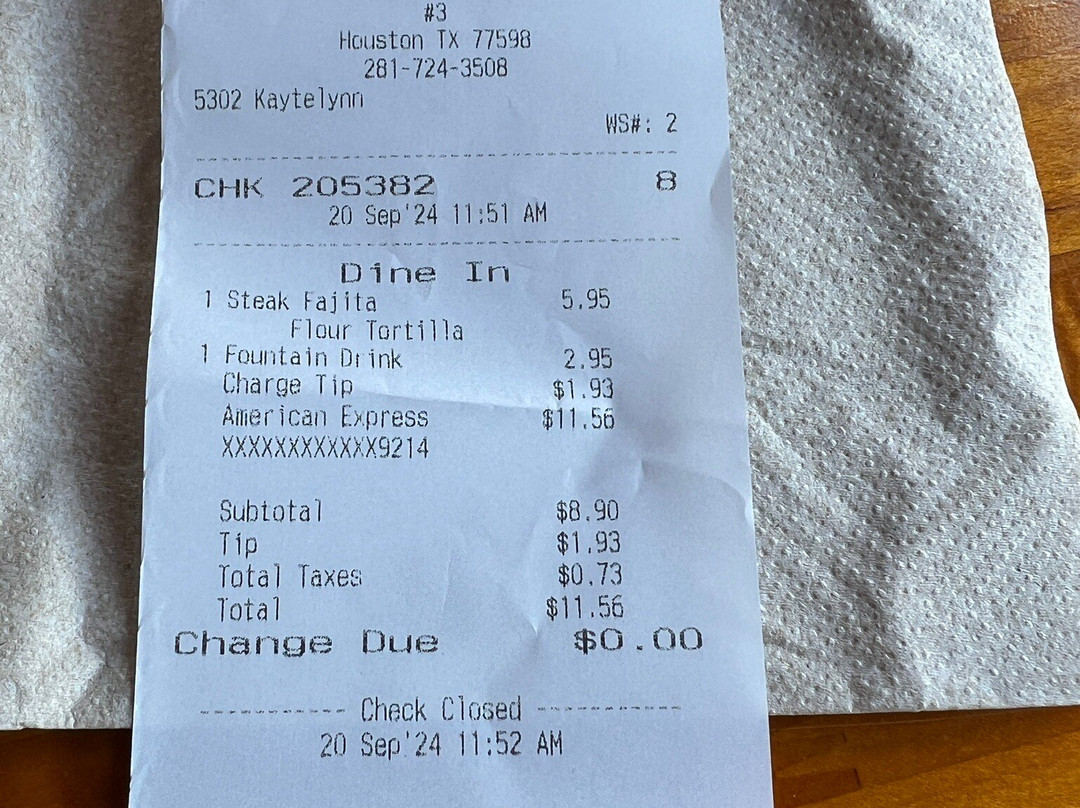 #3
Houston TX 77598
281-724-3508
5302 Kaytelynn
WS#: 2
CHK 205382 8
20 Sep'24 11:51 AM
Dine In
1 Steak Fajita 5.95
Flour Tortilla
1 Fountain Drink 2.95
Charge Tip $1.93
American Express $11.56
XXXXXXXXXXXX9214
Subtotal $8.90
Tip $1.93
Total Taxes $0.73
Total $11.56
Change Due $0.00
Check Closed
20 Sep'24 11:52 AM